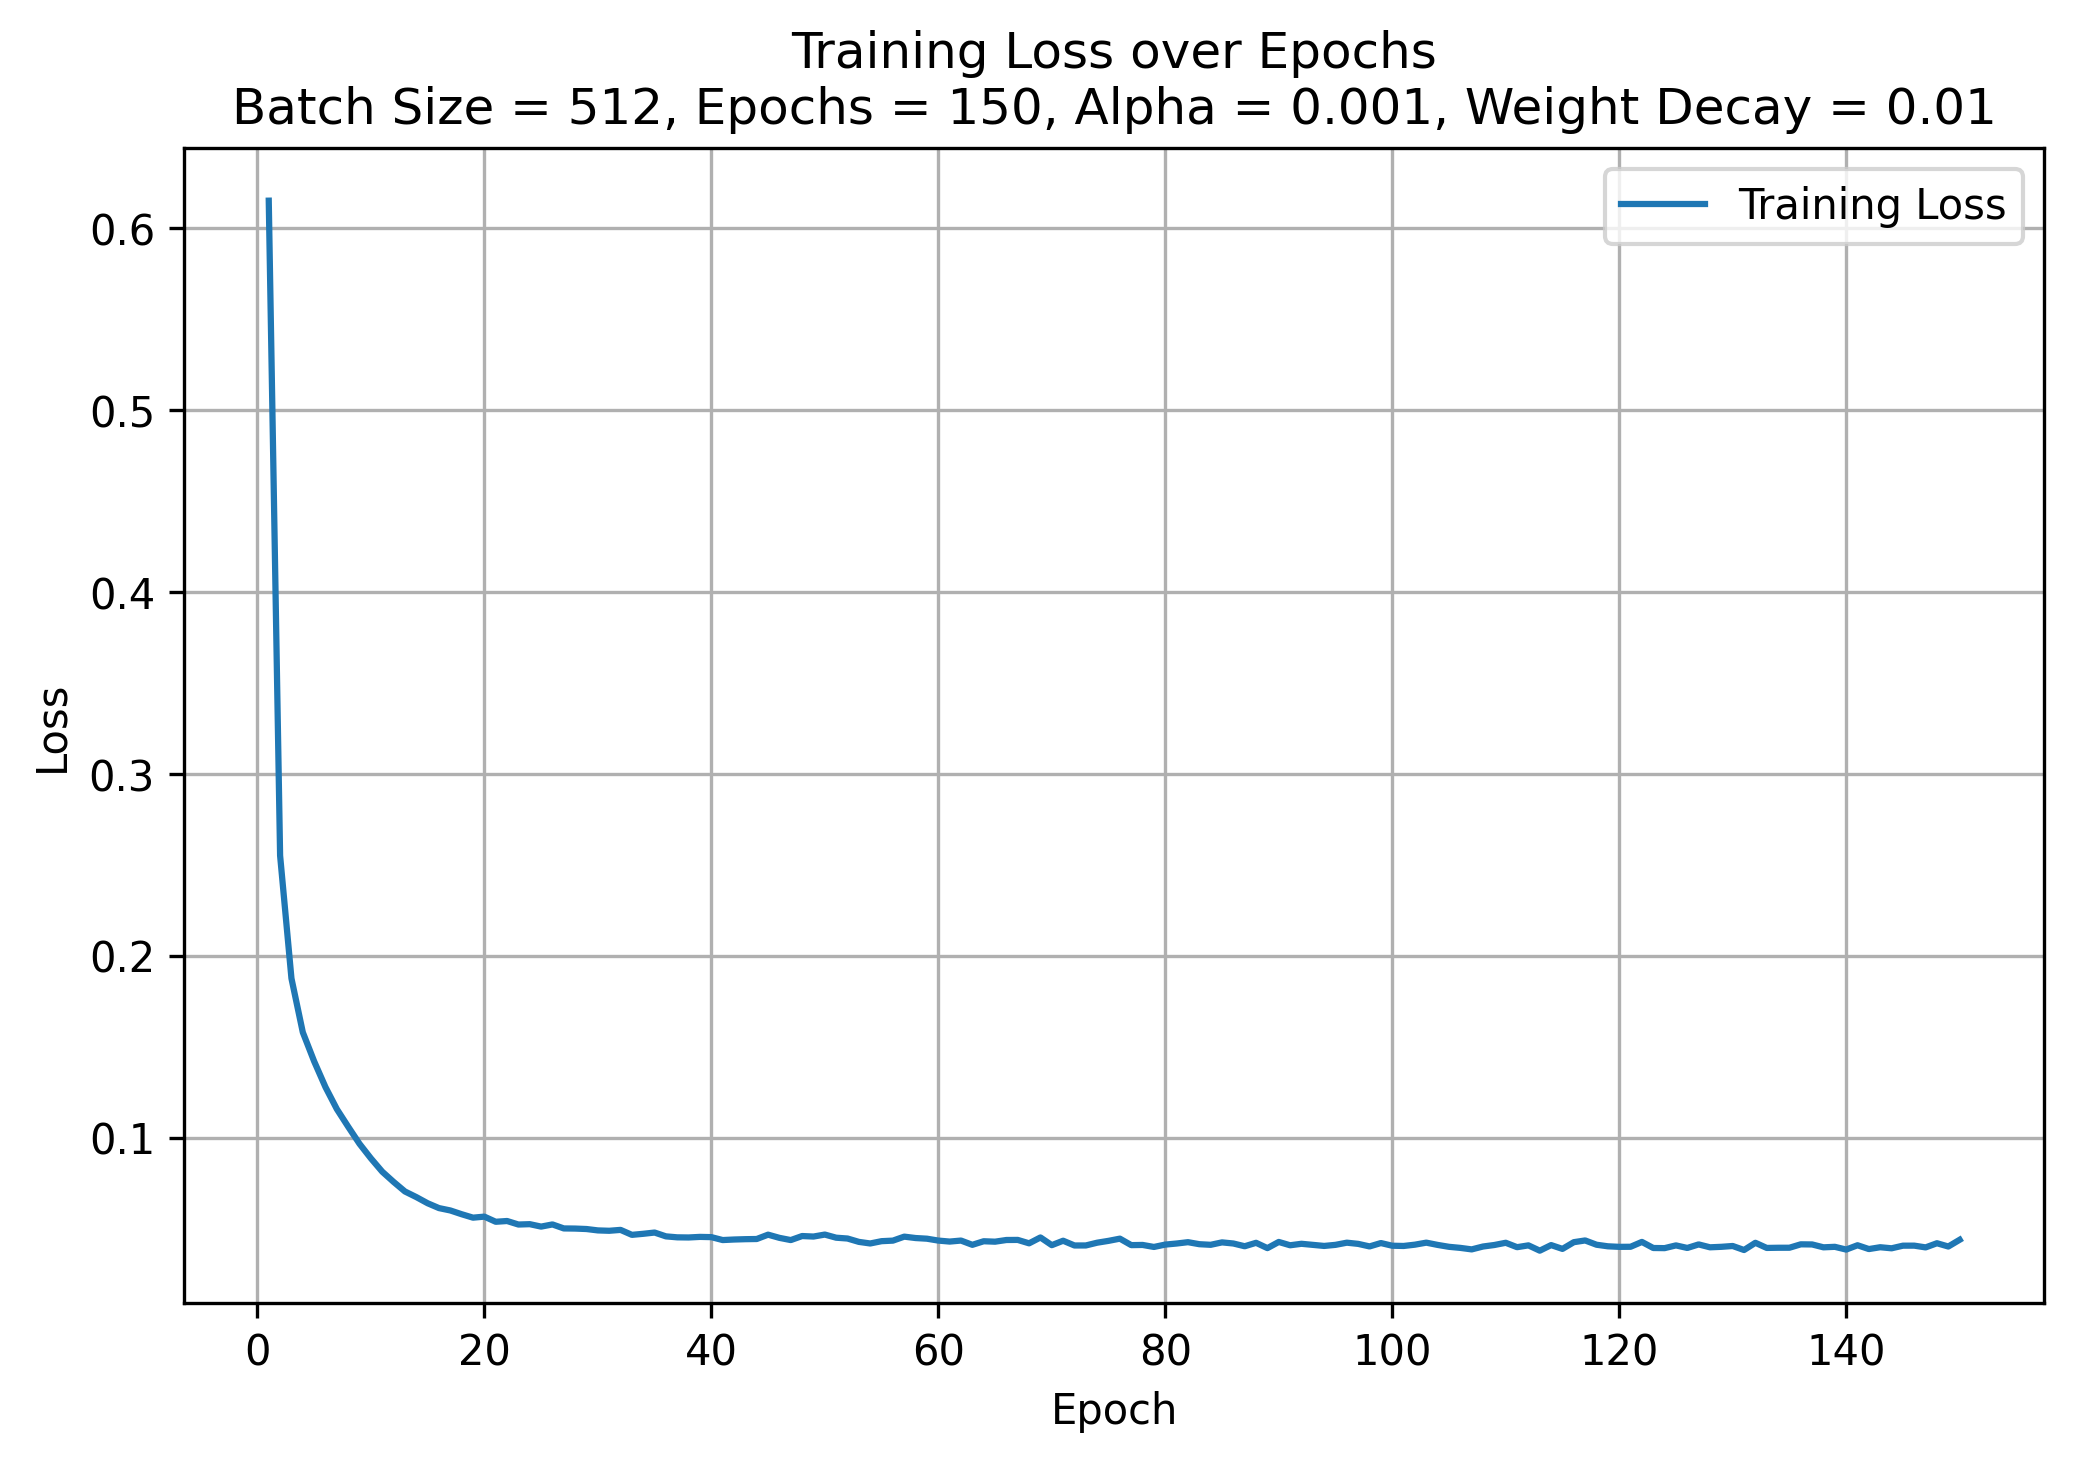 Training Loss over Epochs
Batch Size = 512, Epochs = 150, Alpha = 0.001, Weight Decay = 0.01
Training Loss
0.6
0.5
0.4
0.3
0.2
0.1
Loss
0 20 40 60 80 100 120 140
Epoch